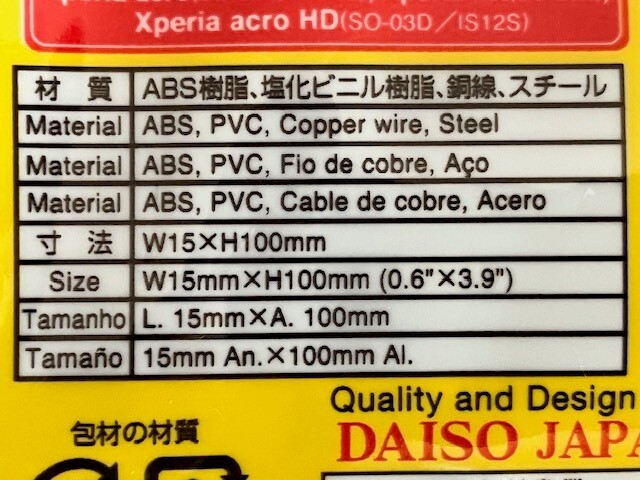 Xperia acro HD(SO-03D／IS12S)
材 質 ABS樹脂、塩化ビニル樹脂、銅線、スチール
Material ABS, PVC, Copper wire, Steel
Material ABS, PVC, Fio de cobre, Aço
Material ABS, PVC, Cable de cobre, Acero
寸 法 W15×H100mm
Size W15mm×H100mm (0.6"×3.9")
Tamanho L. 15mm×A. 100mm
Tamaño 15mm An.×100mm Al.
Quality and Design
包材の材質
DAISO JAPA